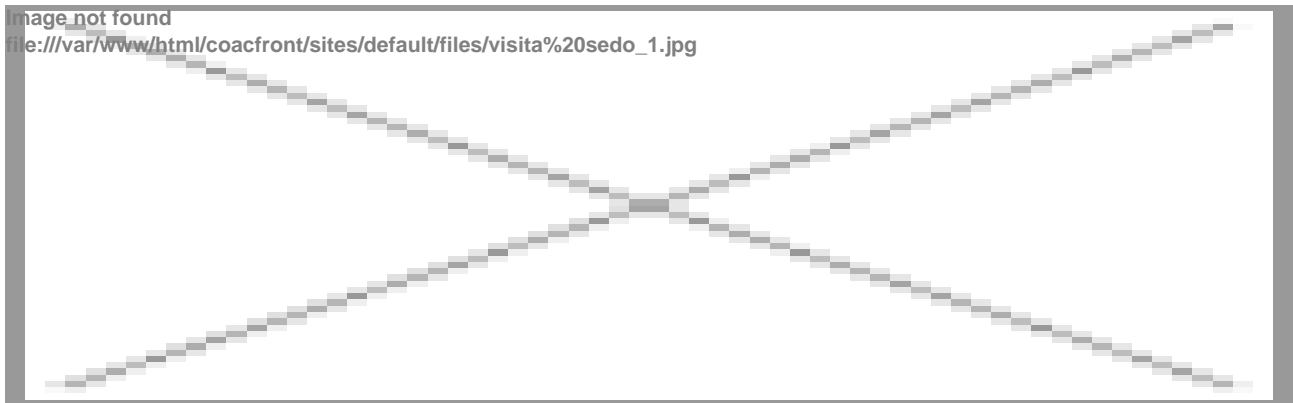 Image not found
file:///var/www/html/coacfront/sites/default/files/visita%20sedo_1.jpg